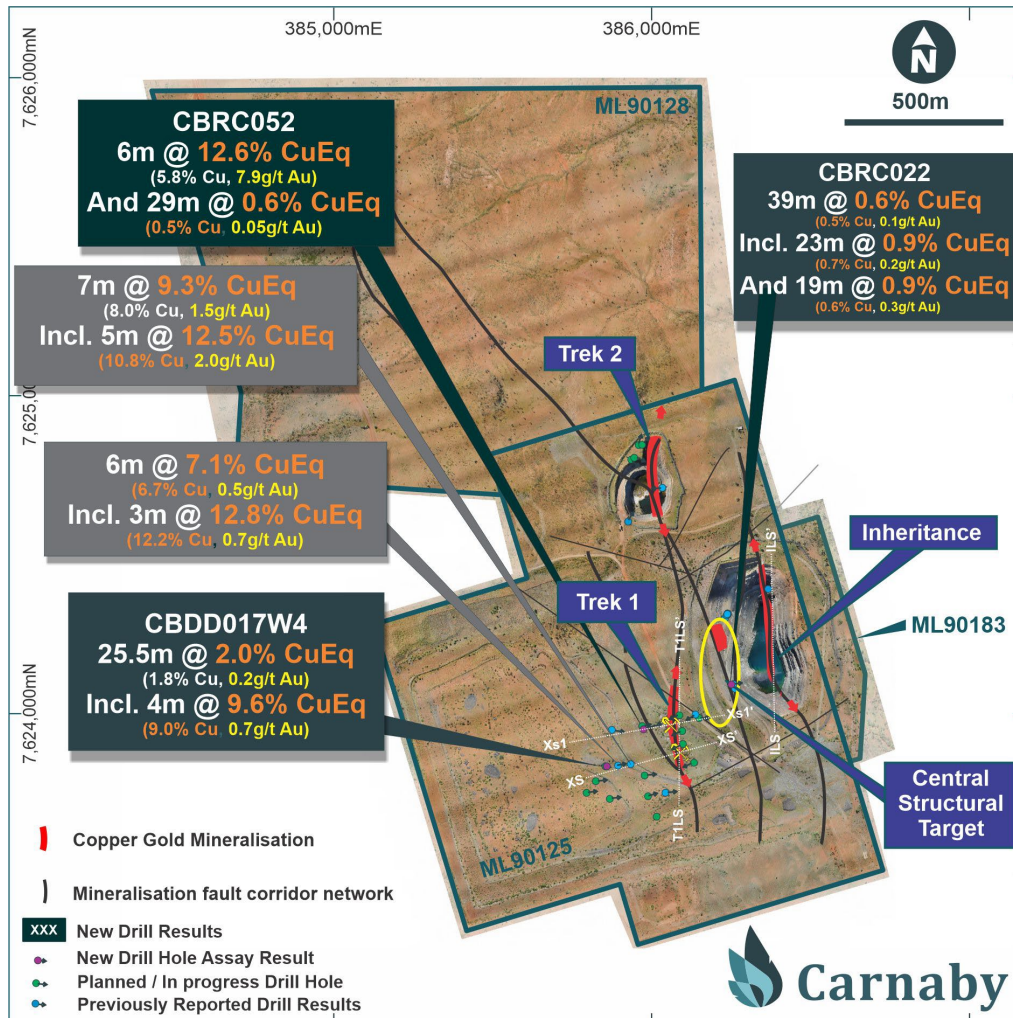 385,000mE
386,000mE
7,626,000mN
N
500m
ML90128
CBRC052
6m @ 12.6% CuEq
(5.8% Cu, 7.9g/t Au)
And 29m @ 0.6% CuEq
(0.5% Cu, 0.05g/t Au)
CBRC022
39m @ 0.6% CuEq
(0.5% Cu, 0.1g/t Au)
Incl. 23m @ 0.9% CuEq
(0.7% Cu, 0.2g/t Au)
And 19m @ 0.9% CuEq
(0.6% Cu, 0.3g/t Au)
7m @ 9.3% CuEq
(8.0% Cu, 1.5g/t Au)
Incl. 5m @ 12.5% CuEq
(10.8% Cu, 2.0g/t Au)
Trek 2
6m @ 7.1% CuEq
(6.7% Cu, 0.5g/t Au)
Incl. 3m @ 12.8% CuEq
(12.2% Cu, 0.7g/t Au)
Inheritance
ILS'
Trek 1
T1LS'
ML90183
7,624,000mN
CBDD017W4
25.5m @ 2.0% CuEq
(1.8% Cu, 0.2g/t Au)
Incl. 4m @ 9.6% CuEq
(9.0% Cu, 0.7g/t Au)
Xs1
Xs1'
XS
XS'
ILS
T1LS
Central
Structural
Target
ML90125
Copper Gold Mineralisation
Mineralisation fault corridor network
XXX New Drill Results
New Drill Hole Assay Result
Planned / In progress Drill Hole
Previously Reported Drill Results
Carnaby